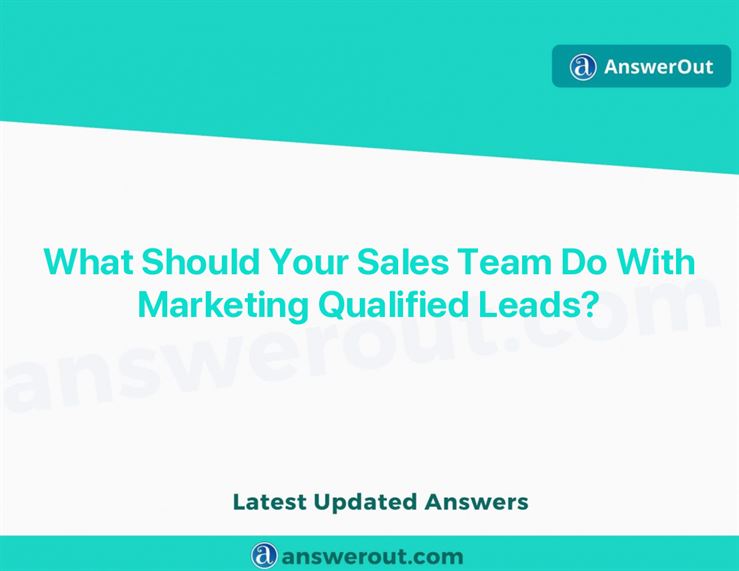 AnswerOut
What Should Your Sales Team Do With
Marketing Qualified Leads?
answerout.com
Latest Updated Answers
answerout.com